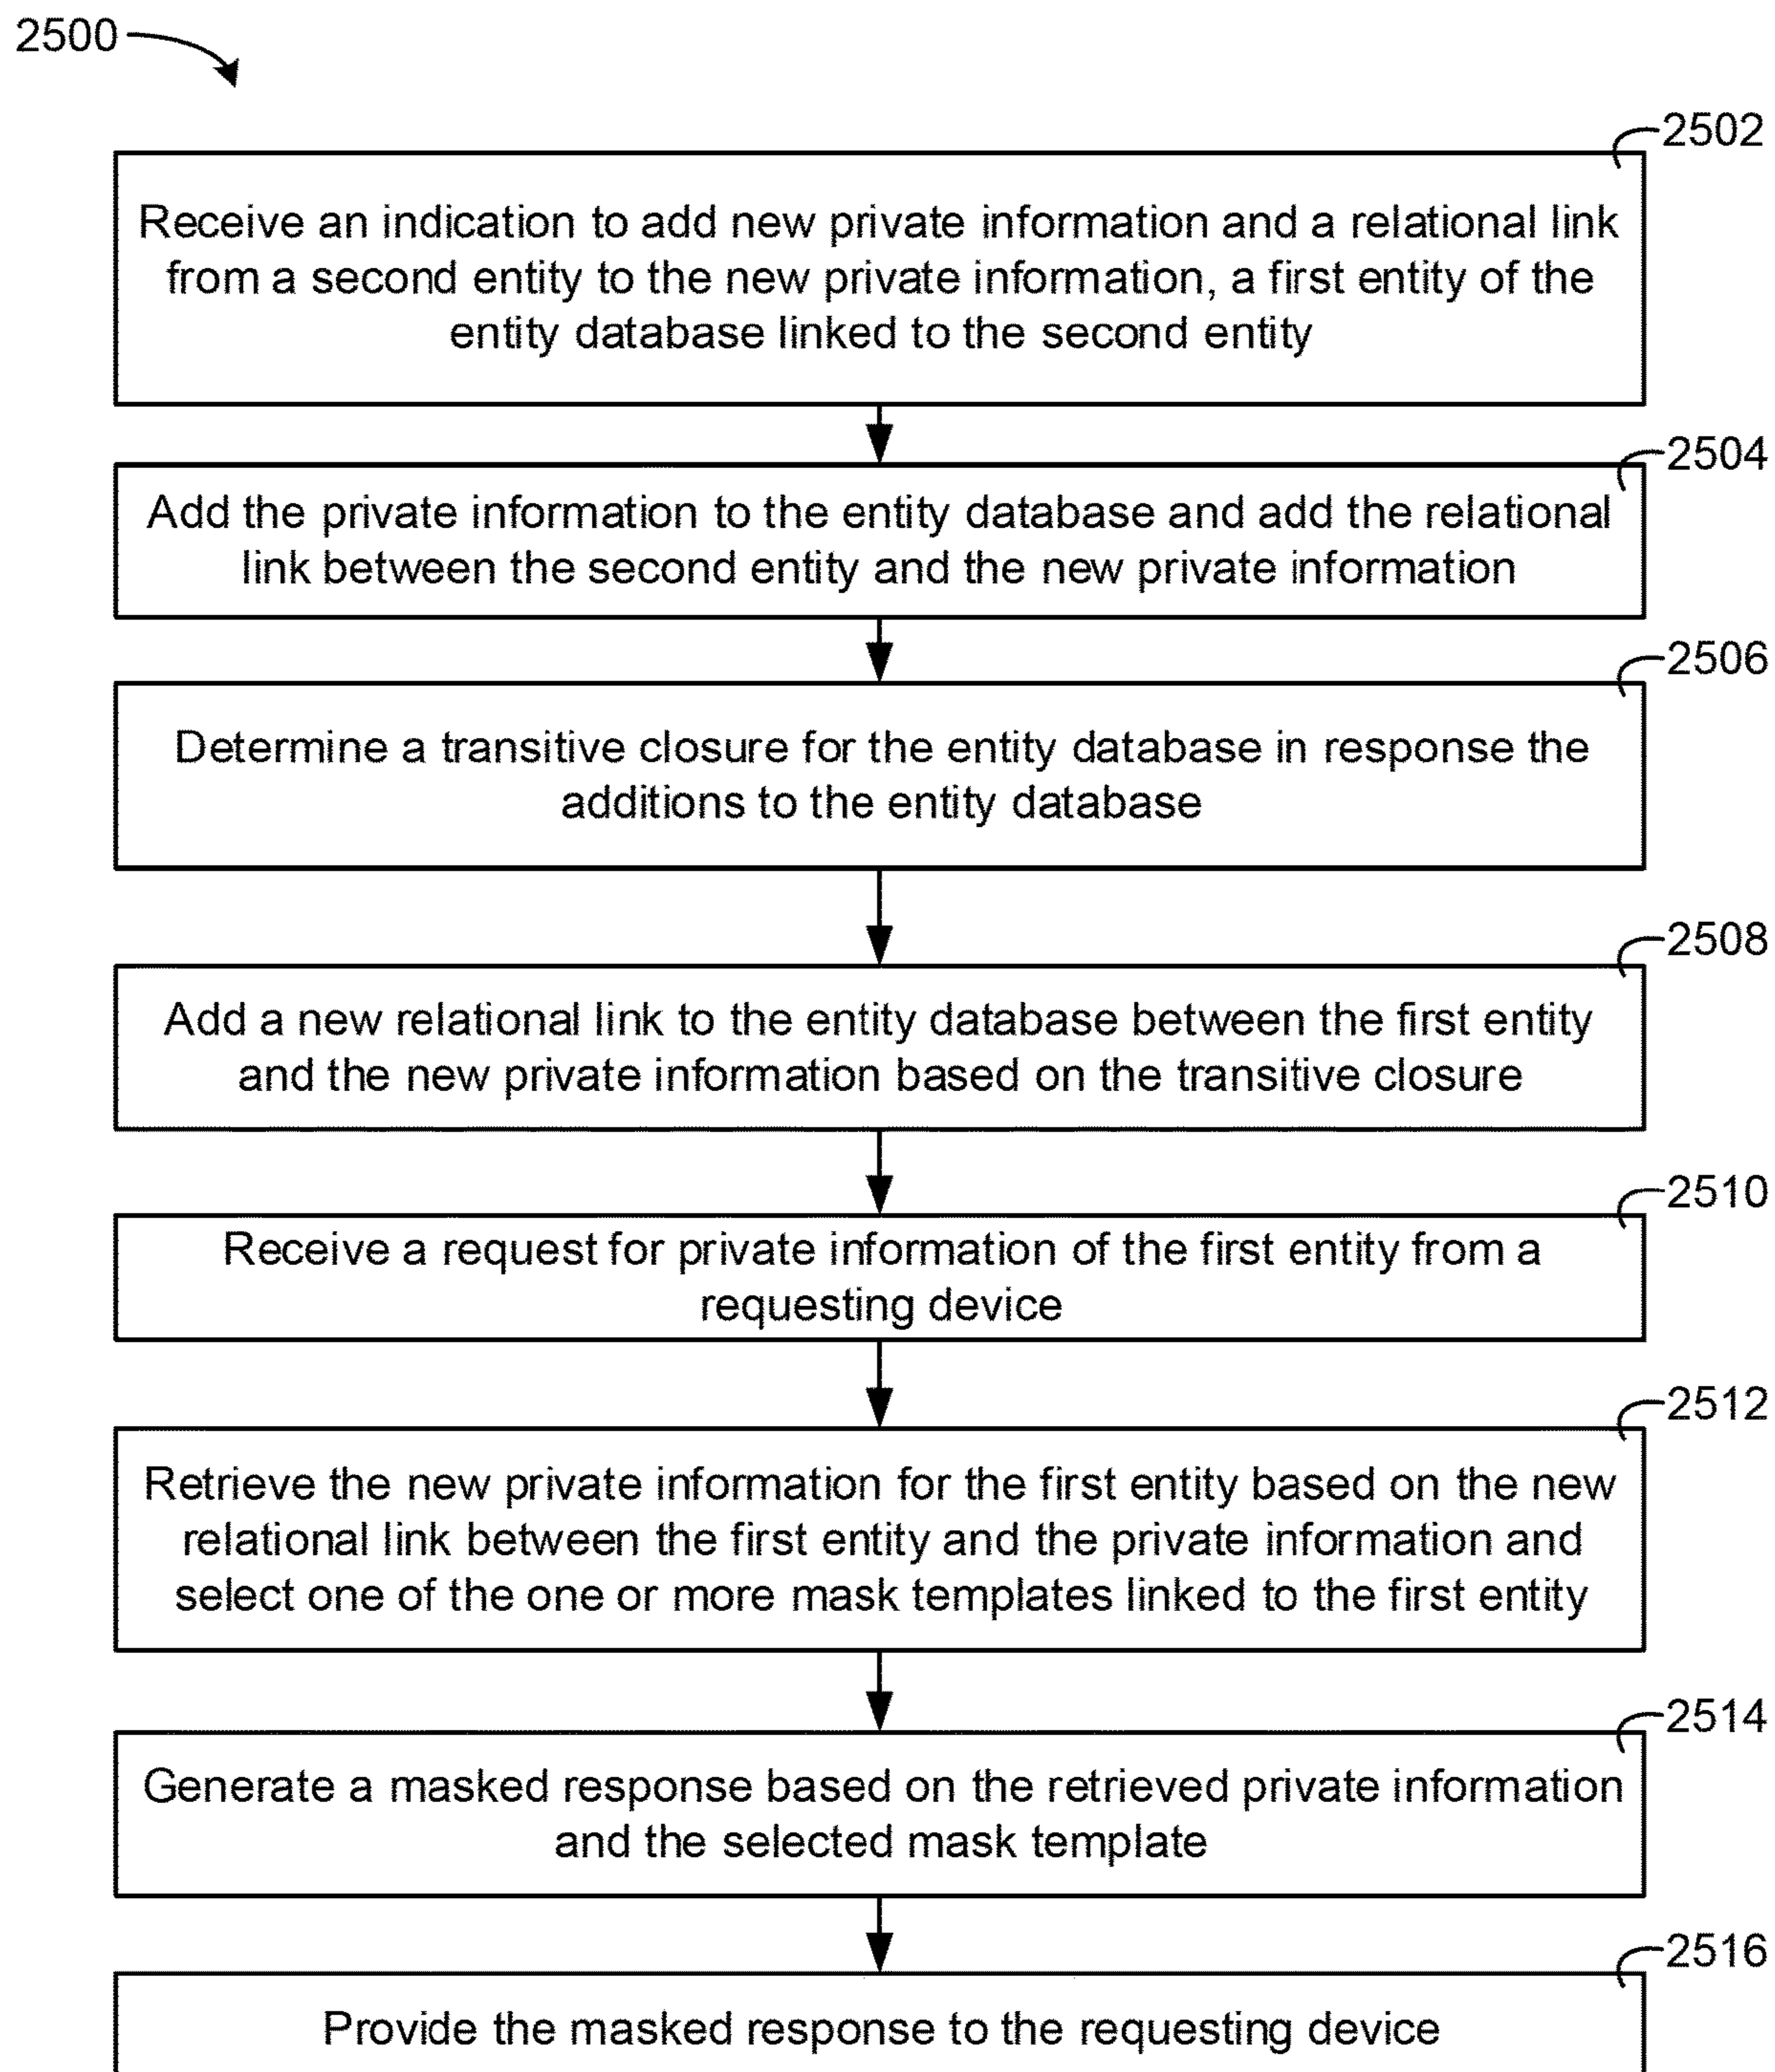 2500
2502
Receive an indication to add new private information and a relational link
from a second entity to the new private information, a first entity of the
entity database linked to the second entity
2504
Add the private information to the entity database and add the relational
link between the second entity and the new private information
2506
Determine a transitive closure for the entity database in response the
additions to the entity database
2508
Add a new relational link to the entity database between the first entity
and the new private information based on the transitive closure
2510
Receive a request for private information of the first entity from a
requesting device
2512
Retrieve the new private information for the first entity based on the new
relational link between the first entity and the private information and
select one of the one or more mask templates linked to the first entity
2514
Generate a masked response based on the retrieved private information
and the selected mask template
2516
Provide the masked response to the requesting device